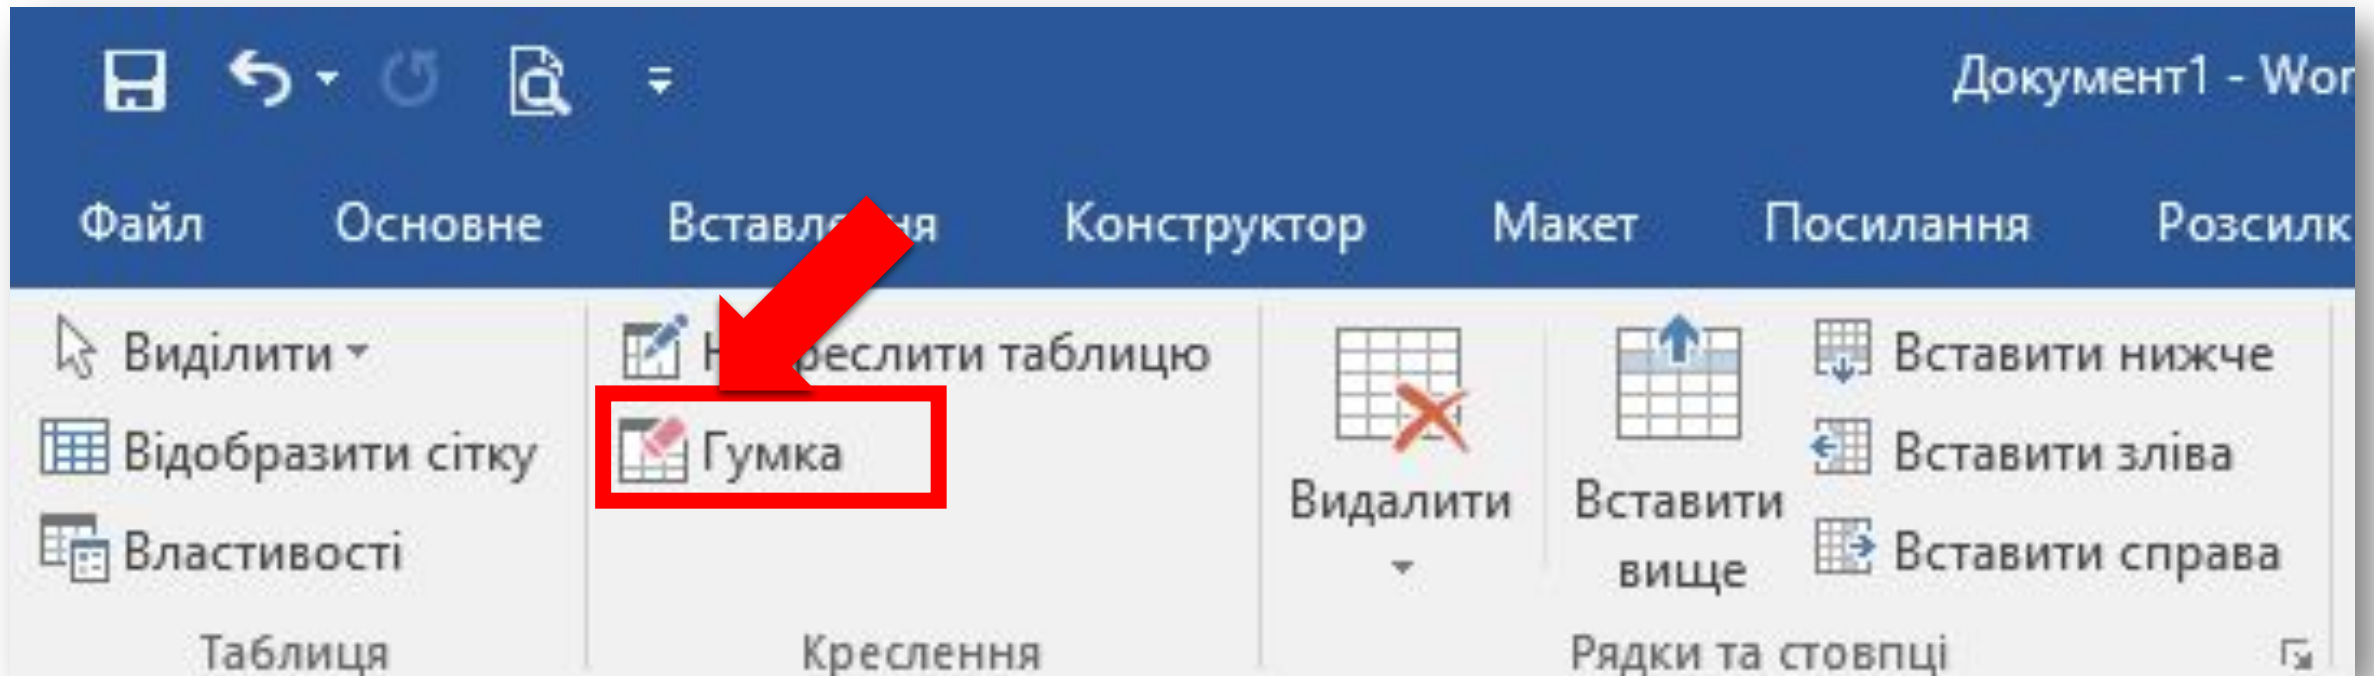 Документ1 - Wor
Файл Основне Конструктор Макет Посилання Розсилк
Виділити таблицю Вставити нижче
Відобразити сітку Гумка Видалити Вставити вище Вставити зліва
Властивості Вставити справа
Таблиця Креслення Рядки та стовпці